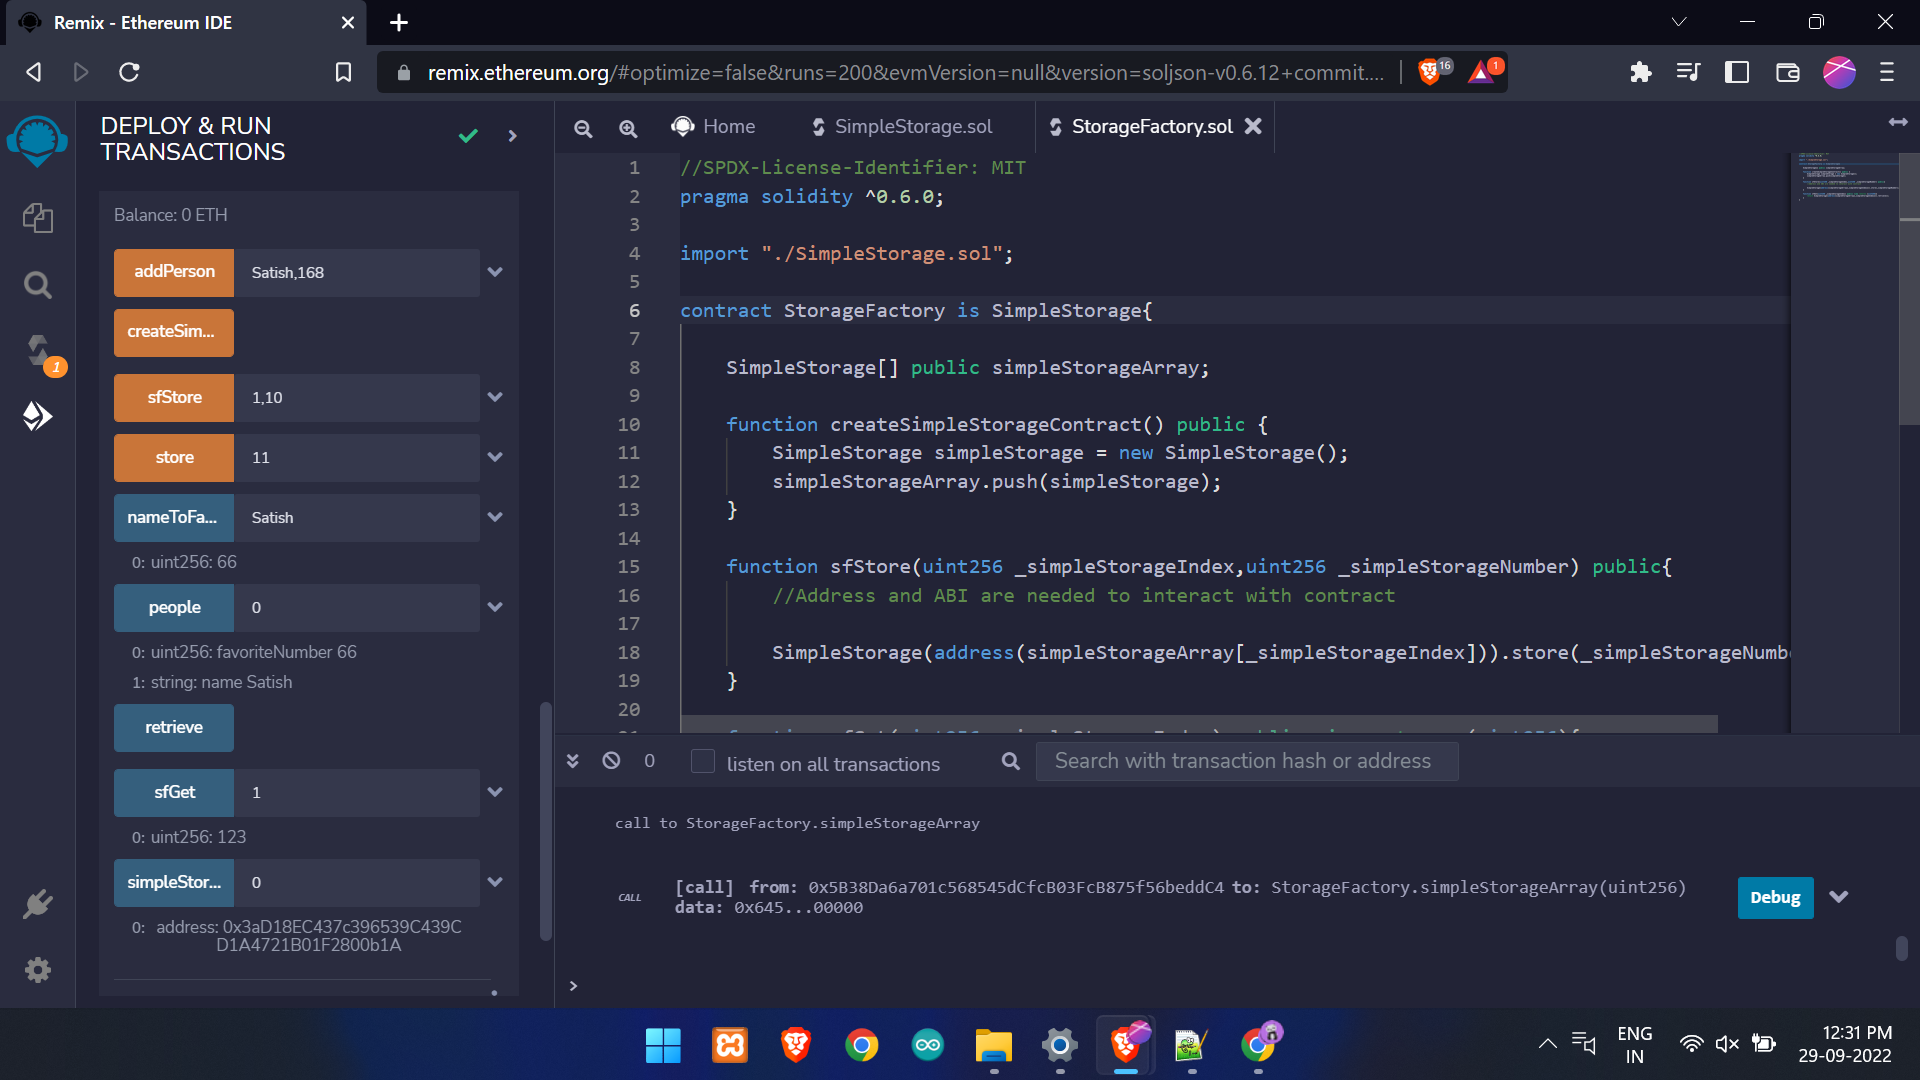 Remix - Ethereum IDE
remix.ethereum.org/#optimize=false&runs=200&evmVersion=null&version=soljson-v0.6.12+commit....
16
1
DEPLOY & RUN
TRANSACTIONS
Balance: 0 ETH
addPerson Satish,168
createSim...
sfStore 1,10
store 11
nameToFa... Satish
0: uint256: 66
people 0
0: uint256: favoriteNumber 66
1: string: name Satish
retrieve
sfGet 1
0: uint256: 123
simpleStor... 0
0: address: 0x3aD18EC437c396539C439C
D1A4721B01F2800b1A
1
Home SimpleStorage.sol StorageFactory.sol
1 //SPDX-License-Identifier: MIT
2 pragma solidity ^0.6.0;
3
4 import "./SimpleStorage.sol";
5
6 contract StorageFactory is SimpleStorage{
7
8 SimpleStorage[] public simpleStorageArray;
9
10 function createSimpleStorageContract() public {
11 SimpleStorage simpleStorage = new SimpleStorage();
12 simpleStorageArray.push(simpleStorage);
13 }
14
15 function sfStore(uint256 _simpleStorageIndex,uint256 _simpleStorageNumber) public{
16 //Address and ABI are needed to interact with contract
17
18 SimpleStorage(address(simpleStorageArray[_simpleStorageIndex])).store(_simpleStorageNumb
19 }
20
0 listen on all transactions Search with transaction hash or address
call to StorageFactory.simpleStorageArray
CALL [call] from: 0x5B38Da6a701c568545dCfcB03FcB875f56beddC4 to: StorageFactory.simpleStorageArray(uint256)
data: 0x645...00000
Debug
>
ENG
IN
12:31 PM
29-09-2022